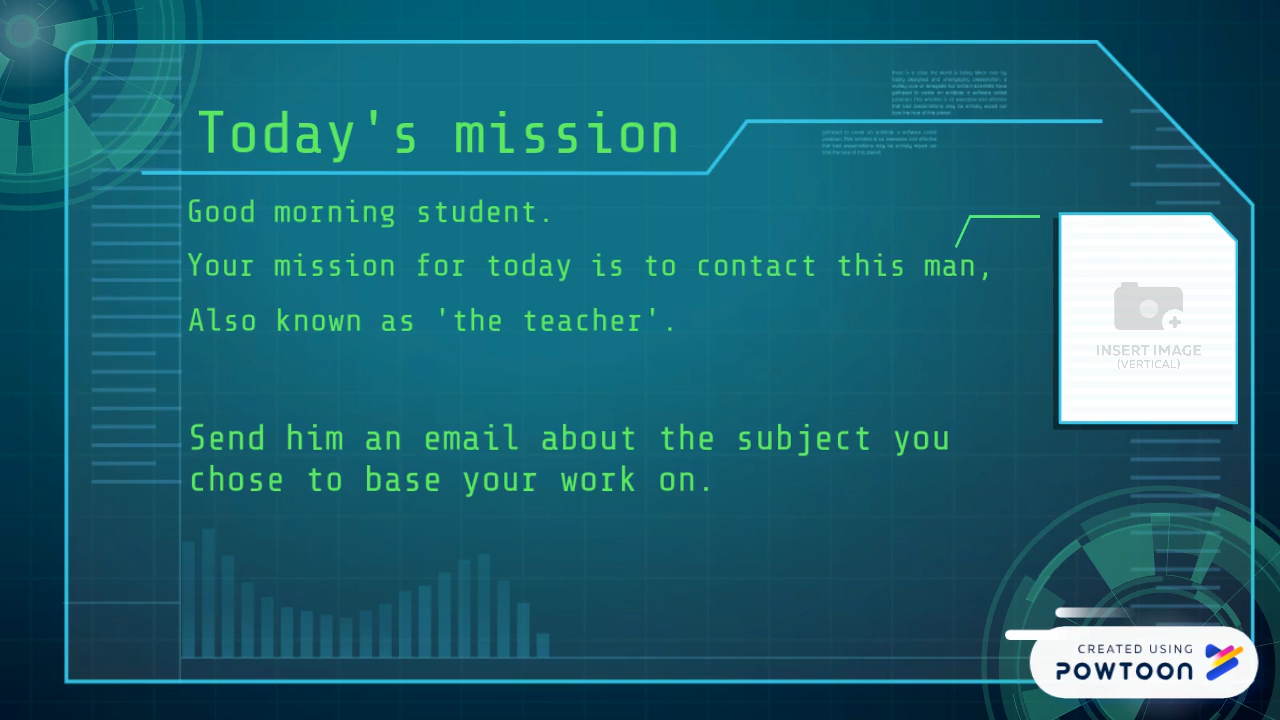 Today's mission
Good morning student.
Your mission for today is to contact this man,
Also known as 'the teacher'.
INSERT IMAGE
(VERTICAL)
Send him an email about the subject you
chose to base your work on.
CREATED USING
POWTOON